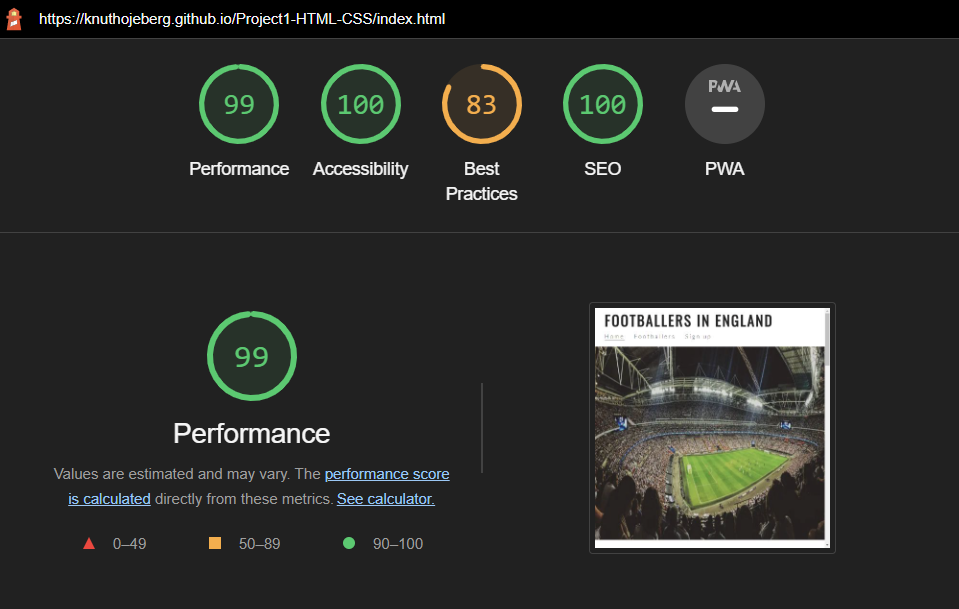 https://knuthojeberg.github.io/Project1-HTML-CSS/index.html
99
100
83
100
PWA
Performance
Accessibility
Best
Practices
SEO
PWA
99
Performance
Values are estimated and may vary. The performance score
is calculated directly from these metrics. See calculator.
0–49
50–89
90–100
FOOTBALLERS IN ENGLAND
Home Footballers Sign up